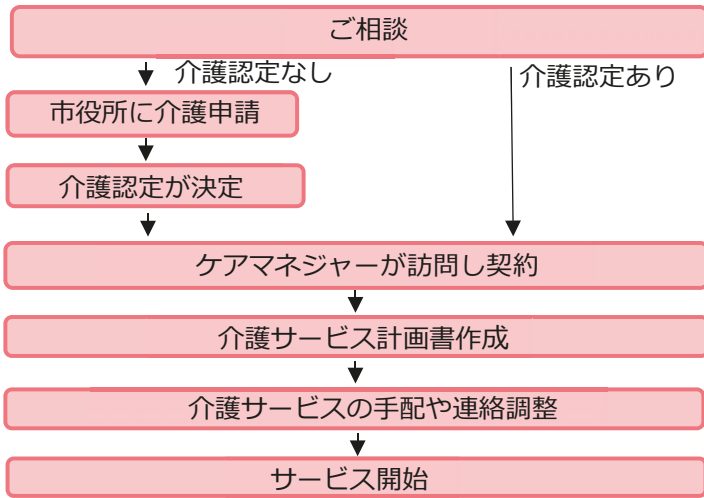 ご相談
介護認定なし
介護認定あり
市役所に介護申請
介護認定が決定
ケアマネジャーが訪問し契約
介護サービス計画書作成
介護サービスの手配や連絡調整
サービス開始